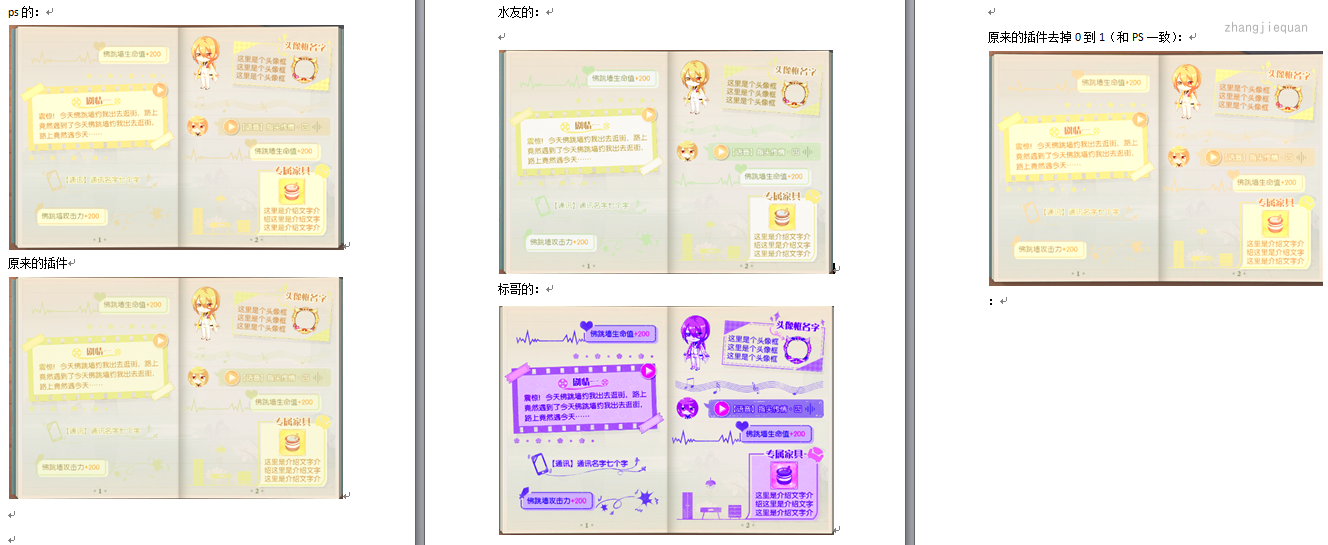 ps 的：
佛跳墙生命值+200
头像框名字
这里是个头像框
这里是个头像框
这里是个头像框
剧情一
震惊！今天佛跳墙约我出去逛街，路上
竟然遇到了今天佛跳墙约我出去逛街，
路上竟然遇今天……
佛跳墙生命值+200
【通讯】通讯名字七个字
专属家具
这里是介绍文字介
绍这里是介绍文字
这里是介绍文字介
佛跳墙攻击力+200
1
2
原来的插件
佛跳墙生命值+200
头像框名字
这里是个头像框
这里是个头像框
这里是个头像框
剧情一
震惊！今天佛跳墙约我出去逛街，路上
竟然遇到了今天佛跳墙约我出去逛街，
路上竟然遇今天……
佛跳墙生命值+200
【通讯】通讯名字七个字
专属家具
这里是介绍文字介
绍这里是介绍文字
这里是介绍文字介
佛跳墙攻击力+200
1
2
水友的：
佛跳墙生命值+200
头像框名字
这里是个头像框
这里是个头像框
这里是个头像框
剧情一
震惊！今天佛跳墙约我出去逛街，路上
竟然遇到了今天佛跳墙约我出去逛街，
路上竟然遇今天……
佛跳墙生命值+200
【通讯】通讯名字七个字
专属家具
这里是介绍文字介
绍这里是介绍文字
这里是介绍文字介
佛跳墙攻击力+200
1
2
标哥的：
佛跳墙生命值+200
头像框名字
这里是个头像框
这里是个头像框
这里是个头像框
剧情一
震惊！今天佛跳墙约我出去逛街，路上
竟然遇到了今天佛跳墙约我出去逛街，
路上竟然遇今天……
佛跳墙生命值+200
【通讯】通讯名字七个字
专属家具
这里是介绍文字介
绍这里是介绍文字
这里是介绍文字介
佛跳墙攻击力+200
1
2
zhangjiequan
原来的插件去掉 0 到 1（和 PS 一致）：
佛跳墙生命值+200
头像框名字
这里是个头像框
这里是个头像框
这里是个头像框
剧情一
震惊！今天佛跳墙约我出去逛街，路上
竟然遇到了今天佛跳墙约我出去逛街，
路上竟然遇今天……
佛跳墙生命值+200
【通讯】通讯名字七个字
专属家具
这里是介绍文字介
绍这里是介绍文字
这里是介绍文字介
佛跳墙攻击力+200
1
2
：